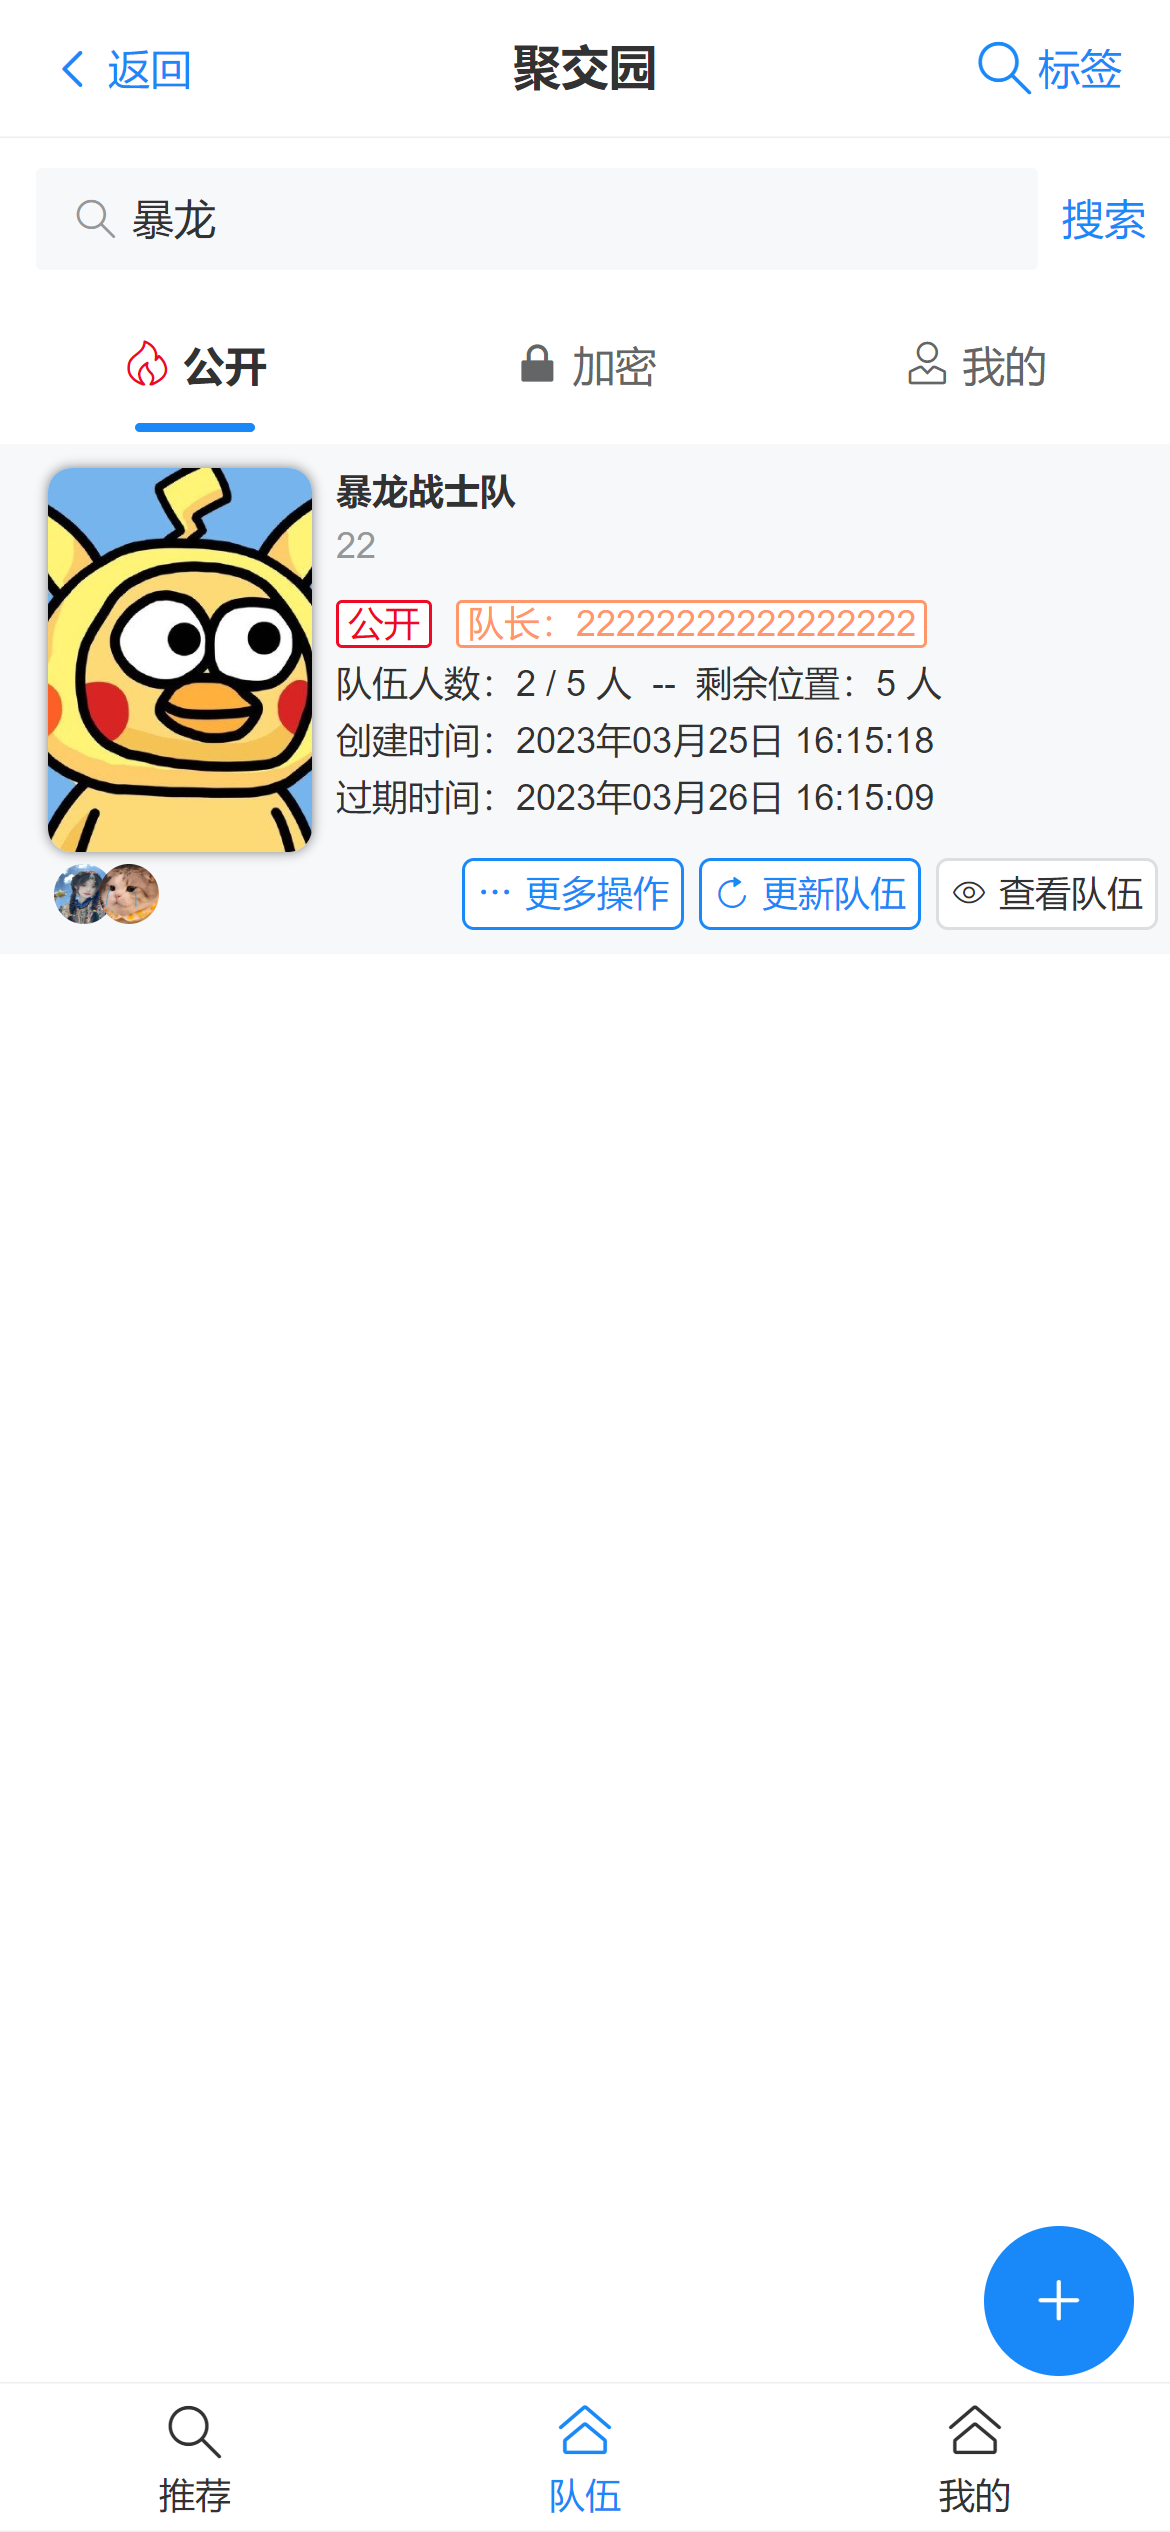 返回
聚交园
标签
暴龙
搜索
公开
加密
我的
暴龙战士队
22
公开
队长：22222222222222222
队伍人数：2 / 5 人 -- 剩余位置：5 人
创建时间：2023年03月25日 16:15:18
过期时间：2023年03月26日 16:15:09
更多操作
更新队伍
查看队伍
推荐
队伍
我的